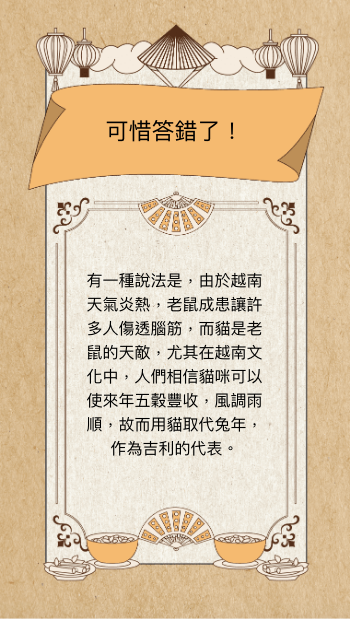 可惜答錯了！
有一種說法是，由於越南
天氣炎熱，老鼠成患讓許
多人傷透腦筋，而貓是老
鼠的天敵，尤其在越南文
化中，人們相信貓咪可以
使來年五穀豐收，風調雨
順，故而用貓取代兔年，
作為吉利的代表。